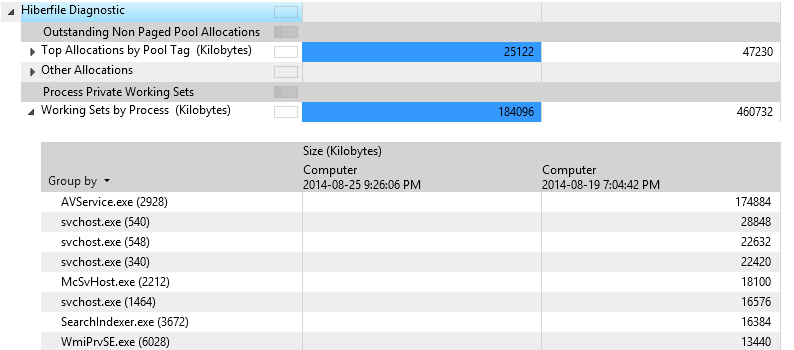 Hiberfile Diagnostic
Outstanding Non Paged Pool Allocations
Top Allocations by Pool Tag (Kilobytes) 25122 47230
Other Allocations
Process Private Working Sets
Working Sets by Process (Kilobytes) 184096 460732
Size (Kilobytes)
Computer Computer
Group by 2014-08-25 9:26:06 PM 2014-08-19 7:04:42 PM
AVService.exe (2928) 174884
svchost.exe (540) 28848
svchost.exe (548) 22632
svchost.exe (340) 22420
McSvHost.exe (2212) 18100
svchost.exe (1464) 16576
SearchIndexer.exe (3672) 16384
WmiPrvSE.exe (6028) 13440